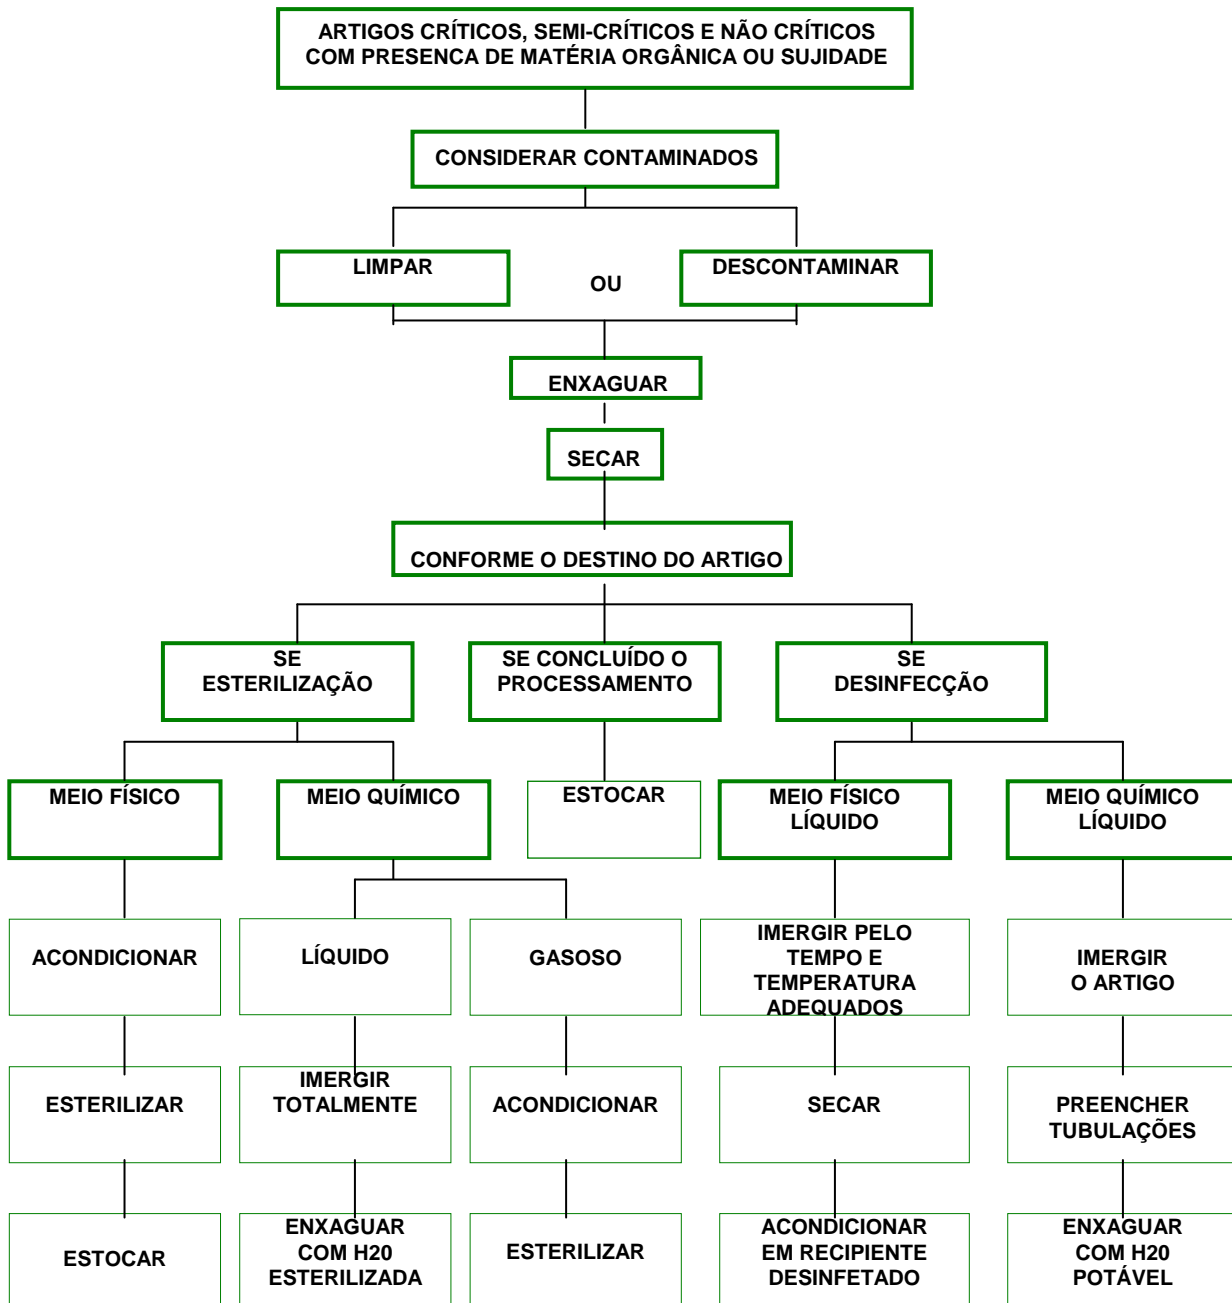 ARTIGOS CRÍTICOS, SEMI-CRÍTICOS E NÃO CRÍTICOS
COM PRESENCA DE MATÉRIA ORGÂNICA OU SUJIDADE
CONSIDERAR CONTAMINADOS
LIMPAR
OU
DESCONTAMINAR
ENXAGUAR
SECAR
CONFORME O DESTINO DO ARTIGO
SE
ESTERILIZAÇÃO
SE CONCLUÍDO O
PROCESSAMENTO
SE
DESINFECÇÃO
MEIO FÍSICO
MEIO QUÍMICO
ESTOCAR
MEIO FÍSICO
LÍQUIDO
MEIO QUÍMICO
LÍQUIDO
ACONDICIONAR
LÍQUIDO
GASOSO
IMERGIR PELO
TEMPO E
TEMPERATURA
ADEQUADOS
IMERGIR
O ARTIGO
ESTERILIZAR
IMERGIR
TOTALMENTE
ACONDICIONAR
SECAR
PREENCHER
TUBULAÇÕES
ESTOCAR
ENXAGUAR
COM H20
ESTERILIZADA
ESTERILIZAR
ACONDICIONAR
EM RECIPIENTE
DESINFETADO
ENXAGUAR
COM H20
POTÁVEL